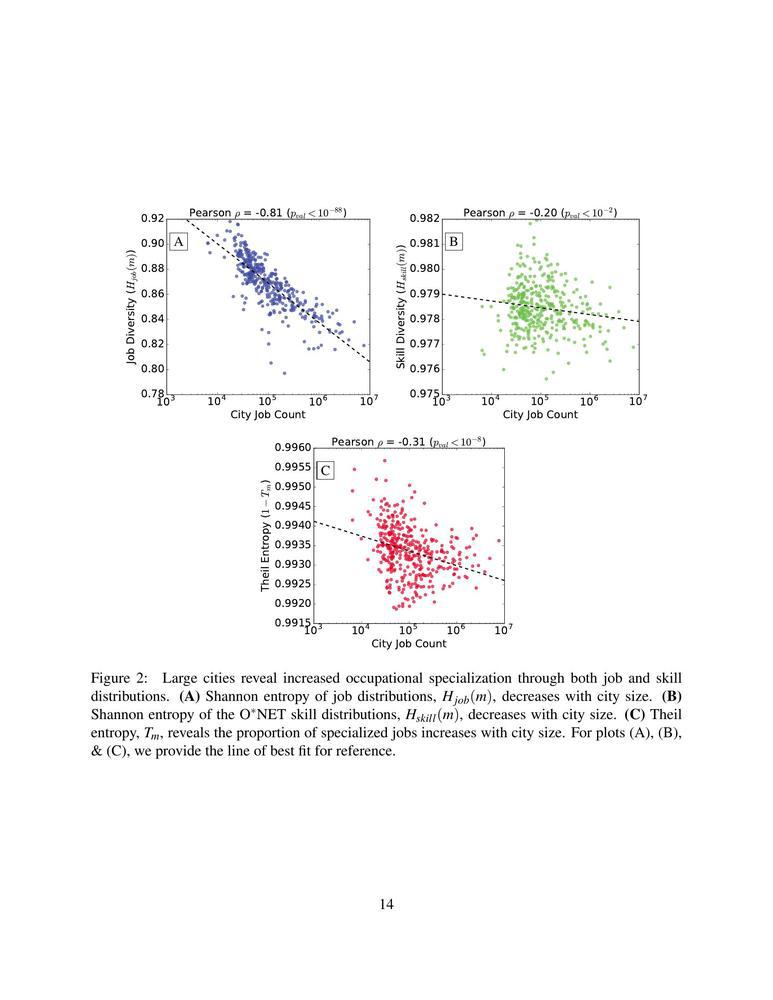 Pearson ρ = -0.81 (p_val < 10^−88)
0.92
0.90
0.88
0.86
0.84
0.82
0.80
0.78
A
Job Diversity (H_job(m))
10^3 10^4 10^5 10^6 10^7
City Job Count
Pearson ρ = -0.20 (p_val < 10^−2)
0.982
0.981
0.980
0.979
0.978
0.977
0.976
0.975
B
Skill Diversity (H_skill(m))
10^3 10^4 10^5 10^6 10^7
City Job Count
Pearson ρ = -0.31 (p_val < 10^−8)
0.9960
0.9955
0.9950
0.9945
0.9940
0.9935
0.9930
0.9925
0.9920
0.9915
C
Theil Entropy (1 − T_m)
10^3 10^4 10^5 10^6 10^7
City Job Count
Figure 2: Large cities reveal increased occupational specialization through both job and skill
distributions. (A) Shannon entropy of job distributions, H_job(m), decreases with city size. (B)
Shannon entropy of the O*NET skill distributions, H_skill(m), decreases with city size. (C) Theil
entropy, T_m, reveals the proportion of specialized jobs increases with city size. For plots (A), (B),
& (C), we provide the line of best fit for reference.
14